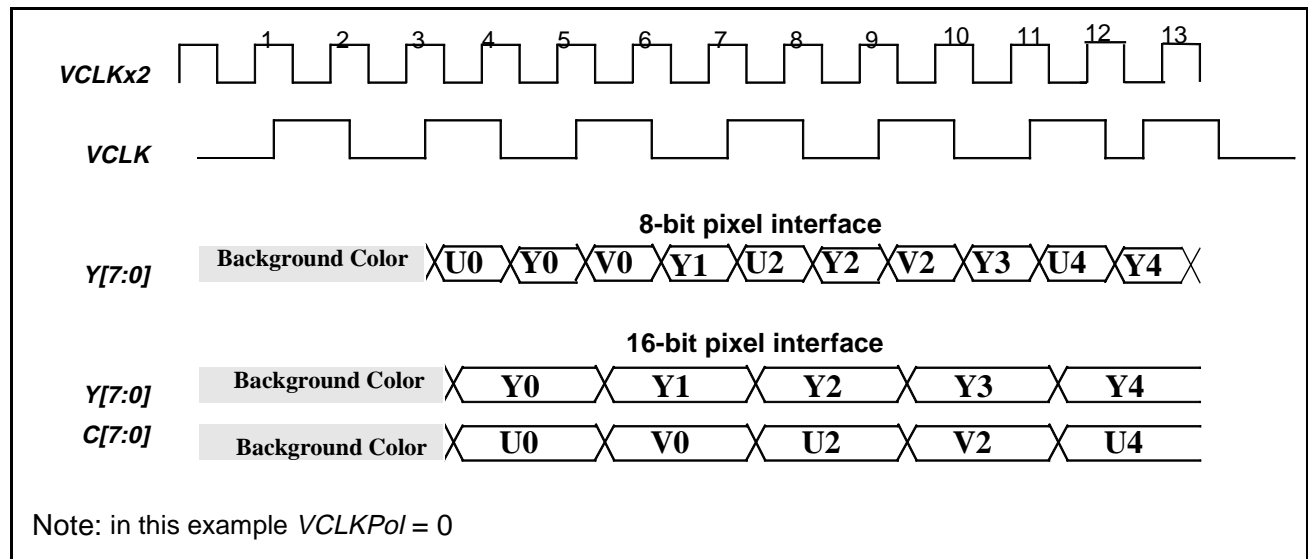 1 2 3 4 5 6 7 8 9 10 11 12 13
VCLKx2
VCLK
8-bit pixel interface
Y[7:0] Background Color U0 Y0 V0 Y1 U2 Y2 V2 Y3 U4 Y4
16-bit pixel interface
Y[7:0] Background Color Y0 Y1 Y2 Y3 Y4
C[7:0] Background Color U0 V0 U2 V2 U4
Note: in this example VCLKPol = 0